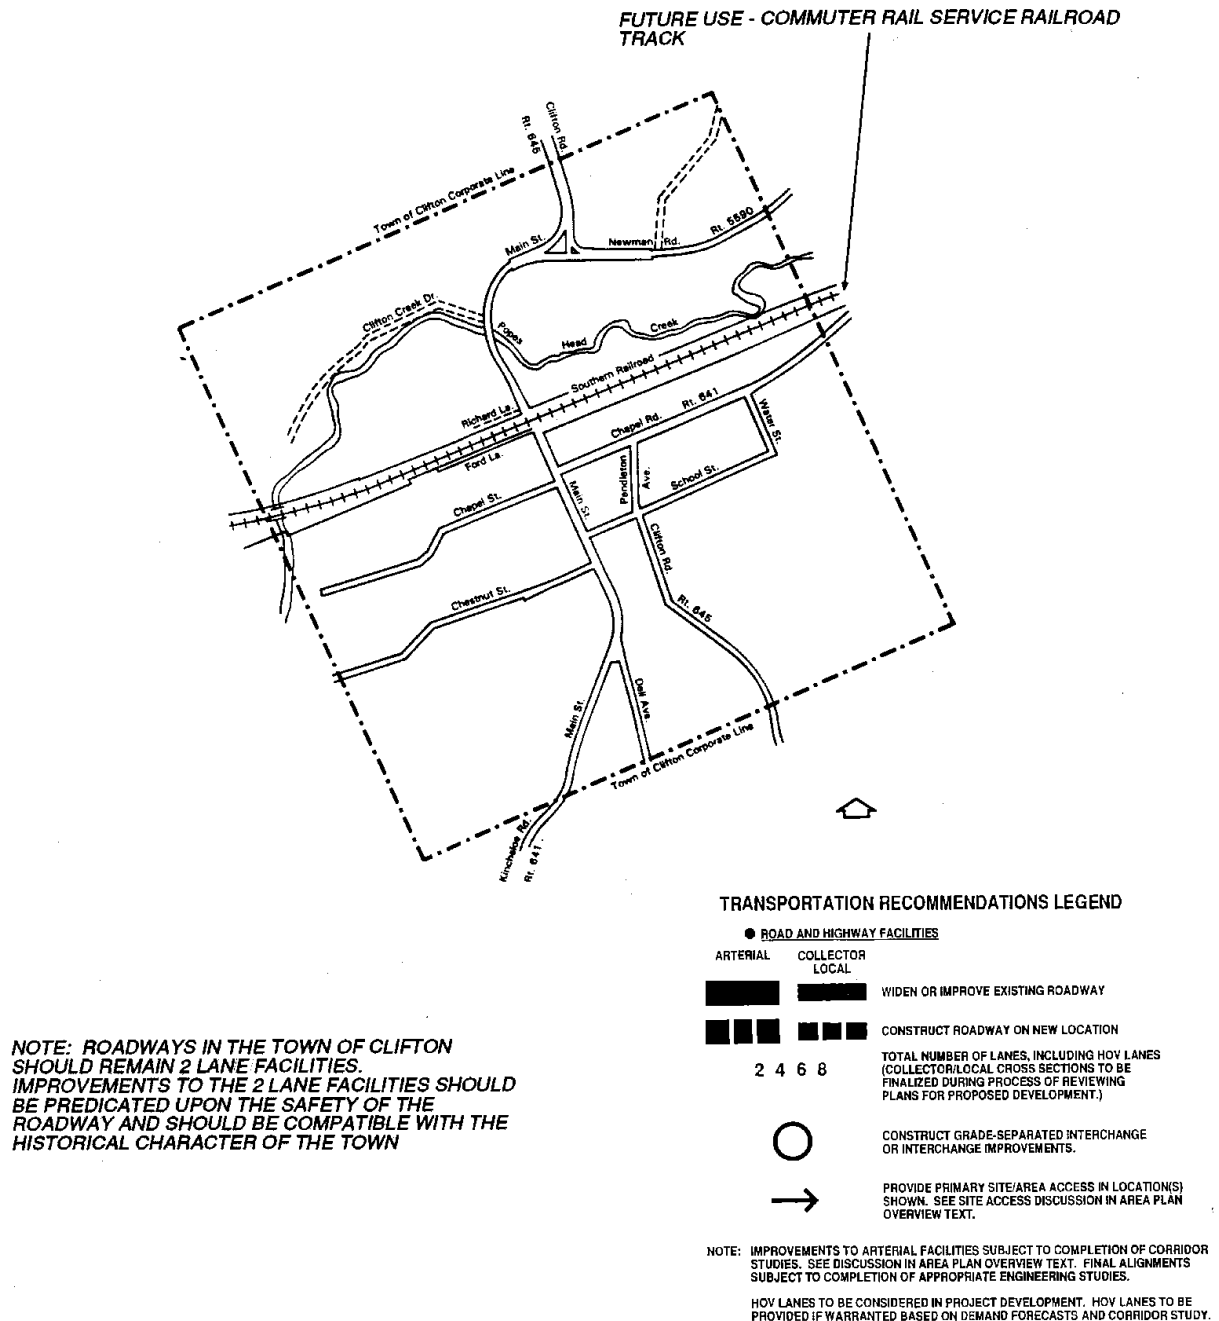 FUTURE USE - COMMUTER RAIL SERVICE RAILROAD
TRACK
Rt. 645
Clifton Rd.
Town of Clifton Corporate Line
Main St.
Newman Rd.
Rt. 5590
Clifton Creek Dr.
Popes
Head
Creek
Southern Railroad
Richard La.
Ford La.
Chapel Rd.
Rt. 641
Water St.
Pendleton
Ave.
School St.
Main St.
Chapel St.
Clifton Rd.
Chestnut St.
Rt. 645
Main St.
Dell Ave.
Town of Clifton Corporate Line
Kincheloe Rd.
Rt. 641
TRANSPORTATION RECOMMENDATIONS LEGEND
ROAD AND HIGHWAY FACILITIES
ARTERIAL
COLLECTOR
LOCAL
WIDEN OR IMPROVE EXISTING ROADWAY
CONSTRUCT ROADWAY ON NEW LOCATION
2 4 6 8
TOTAL NUMBER OF LANES, INCLUDING HOV LANES
(COLLECTOR/LOCAL CROSS SECTIONS TO BE
FINALIZED DURING PROCESS OF REVIEWING
PLANS FOR PROPOSED DEVELOPMENT.)
CONSTRUCT GRADE-SEPARATED INTERCHANGE
OR INTERCHANGE IMPROVEMENTS.
PROVIDE PRIMARY SITE/AREA ACCESS IN LOCATION(S)
SHOWN. SEE SITE ACCESS DISCUSSION IN AREA PLAN
OVERVIEW TEXT.
NOTE: IMPROVEMENTS TO ARTERIAL FACILITIES SUBJECT TO COMPLETION OF CORRIDOR
STUDIES. SEE DISCUSSION IN AREA PLAN OVERVIEW TEXT. FINAL ALIGNMENTS
SUBJECT TO COMPLETION OF APPROPRIATE ENGINEERING STUDIES.
HOV LANES TO BE CONSIDERED IN PROJECT DEVELOPMENT. HOV LANES TO BE
PROVIDED IF WARRANTED BASED ON DEMAND FORECASTS AND CORRIDOR STUDY.
NOTE: ROADWAYS IN THE TOWN OF CLIFTON
SHOULD REMAIN 2 LANE FACILITIES.
IMPROVEMENTS TO THE 2 LANE FACILITIES SHOULD
BE PREDICATED UPON THE SAFETY OF THE
ROADWAY AND SHOULD BE COMPATIBLE WITH THE
HISTORICAL CHARACTER OF THE TOWN